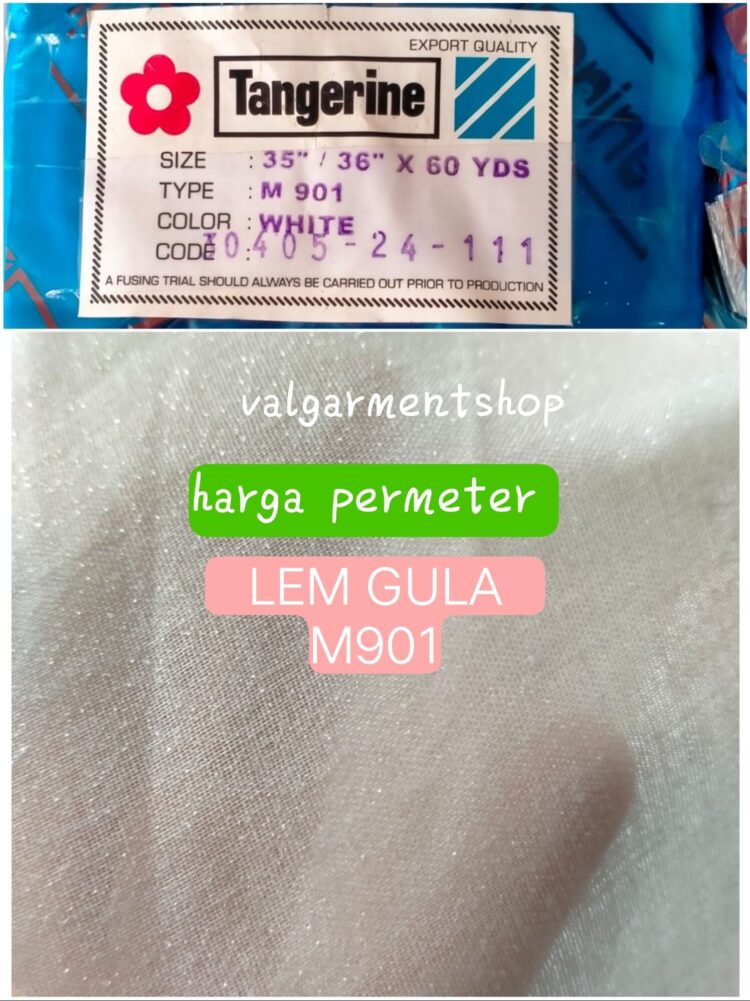 EXPORT QUALITY
Tangerine
SIZE : 35" / 36" X 60 YDS
TYPE : M 901
COLOR : WHITE
CODE : 70405-24-111
A FUSING TRIAL SHOULD ALWAYS BE CARRIED OUT PRIOR TO PRODUCTION
valgarmentshop
harga permeter
LEM GULA
M901